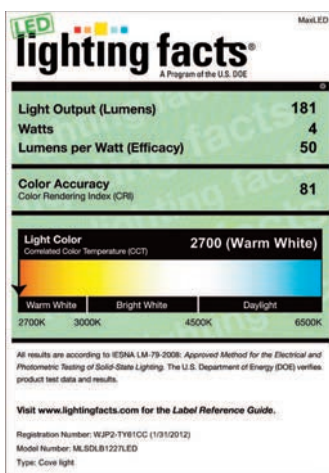 MaxLED
LED
lighting facts®
A Program of the U.S. DOE
Light Output (Lumens) 181
Watts 4
Lumens per Watt (Efficacy) 50
Color Accuracy 81
Color Rendering Index (CRI)
Light Color 2700 (Warm White)
Correlated Color Temperature (CCT)
Warm White Bright White Daylight
2700K 3000K 4500K 6500K
All results are according to IESNA LM-79-2008: Approved Method for the Electrical and
Photometric Testing of Solid-State Lighting. The U.S. Department of Energy (DOE) verifies
product test data and results.
Visit www.lightingfacts.com for the Label Reference Guide.
Registration Number: WJP2-TY61CC (1/31/2012)
Model Number: MLSDLB1227LED
Type: Cove light